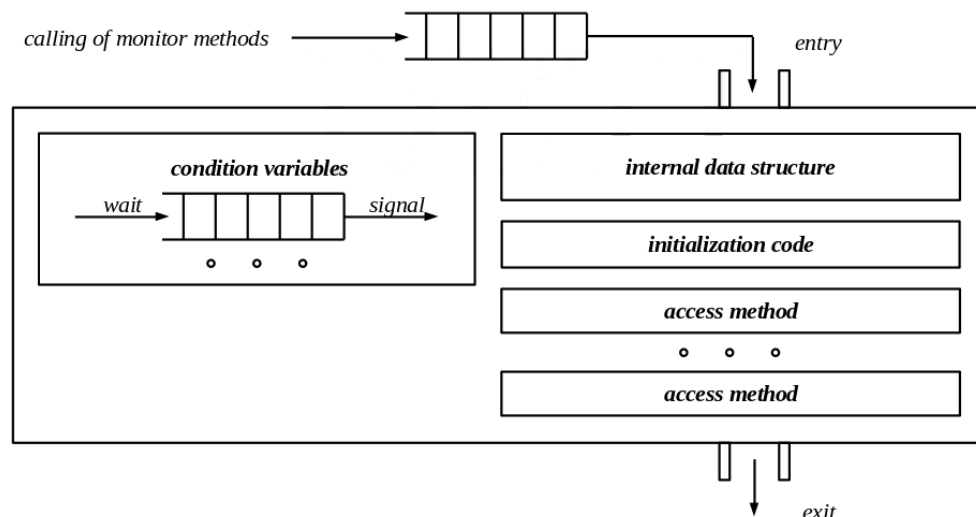 calling of monitor methods
entry
condition variables
wait
signal
internal data structure
initialization code
access method
access method
exit